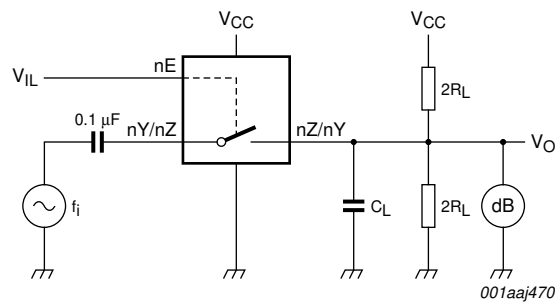 VCC VCC
VIL nE
2RL
0.1 μF nY/nZ nZ/nY VO
fi CL 2RL dB
001aaj470